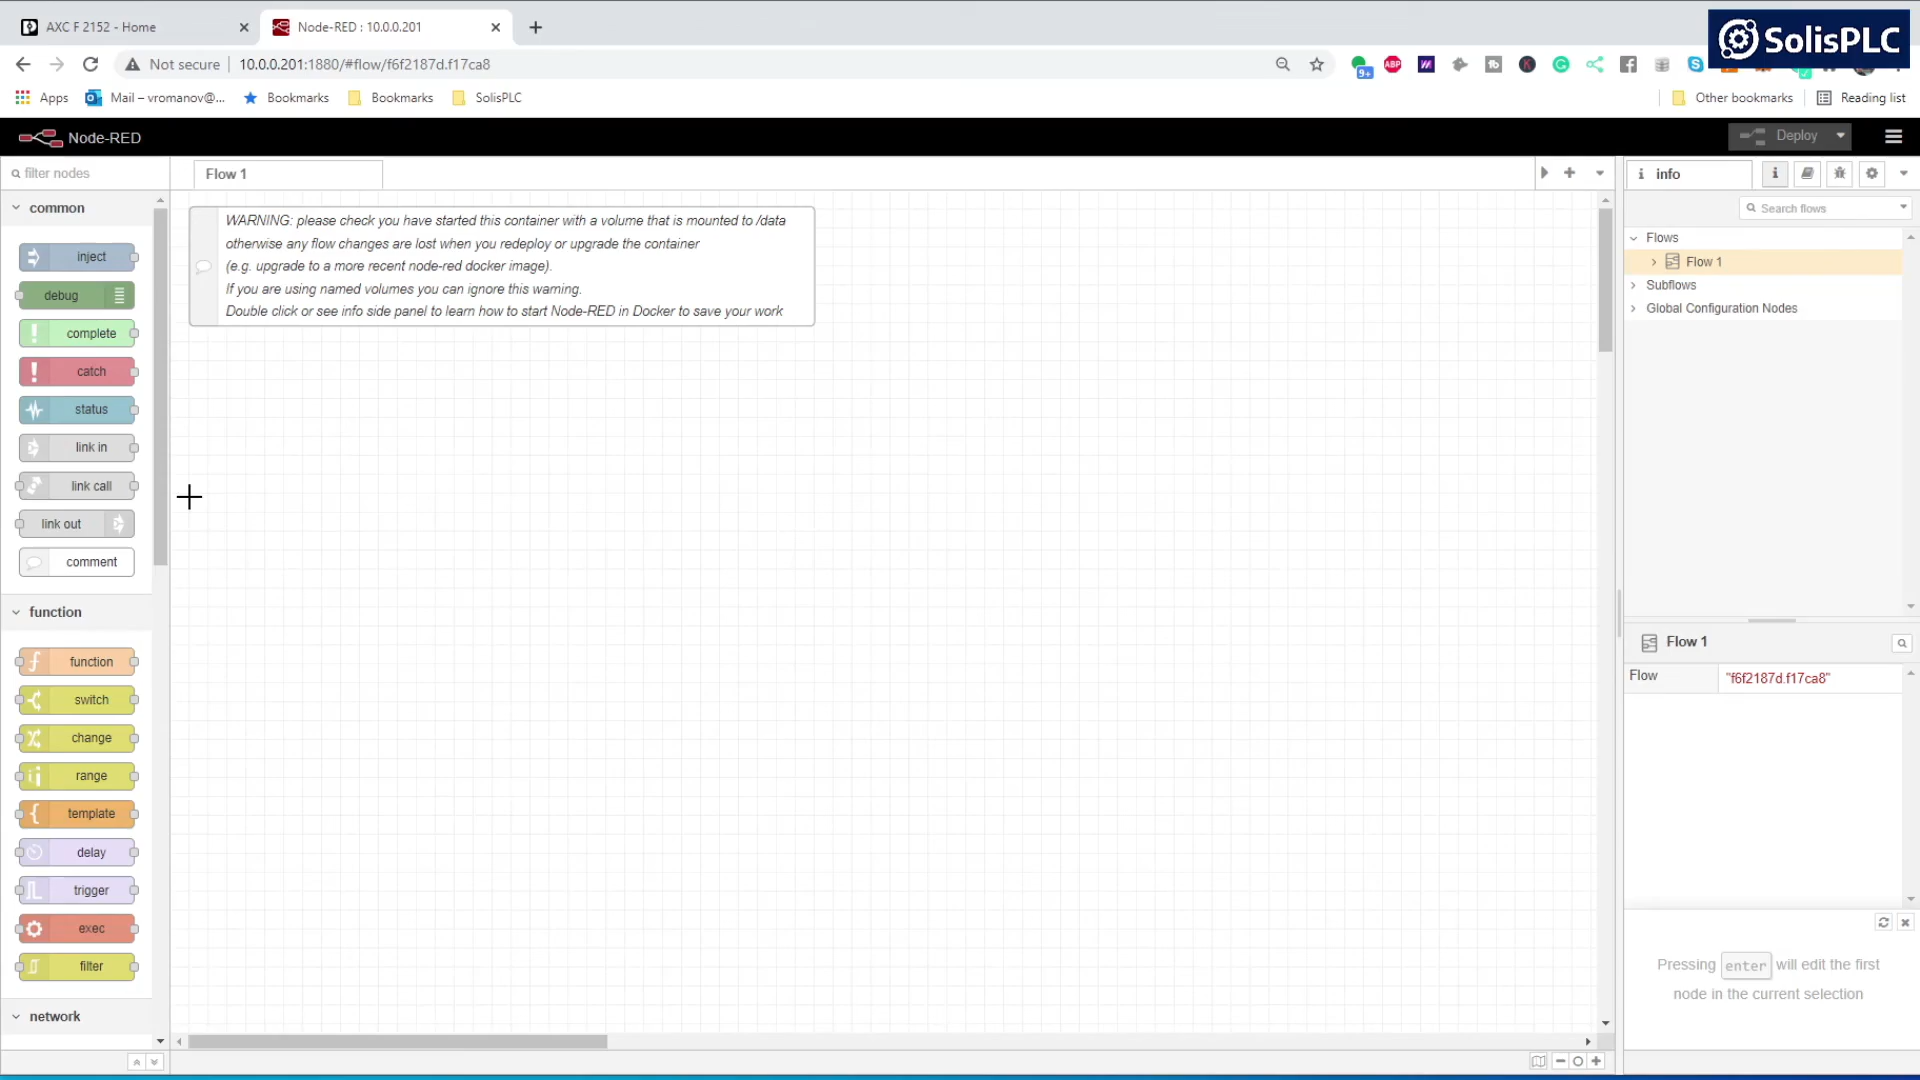 AXC F 2152 - Home
Node-RED : 10.0.0.201
SolisPLC
Not secure
10.0.0.201:1880/#flow/f6f2187d.f17ca8
9+
ABP
Apps
Mail – vromanov@...
Bookmarks
Bookmarks
SolisPLC
Other bookmarks
Reading list
Node-RED
Deploy
filter nodes
Flow 1
info
Search flows
common
inject
debug
complete
catch
status
link in
link call
link out
comment
function
function
switch
change
range
template
delay
trigger
exec
filter
network
WARNING: please check you have started this container with a volume that is mounted to /data
otherwise any flow changes are lost when you redeploy or upgrade the container
(e.g. upgrade to a more recent node-red docker image).
If you are using named volumes you can ignore this warning.
Double click or see info side panel to learn how to start Node-RED in Docker to save your work
Flows
Flow 1
Subflows
Global Configuration Nodes
Flow 1
Flow
"f6f2187d.f17ca8"
Pressing enter will edit the first
node in the current selection